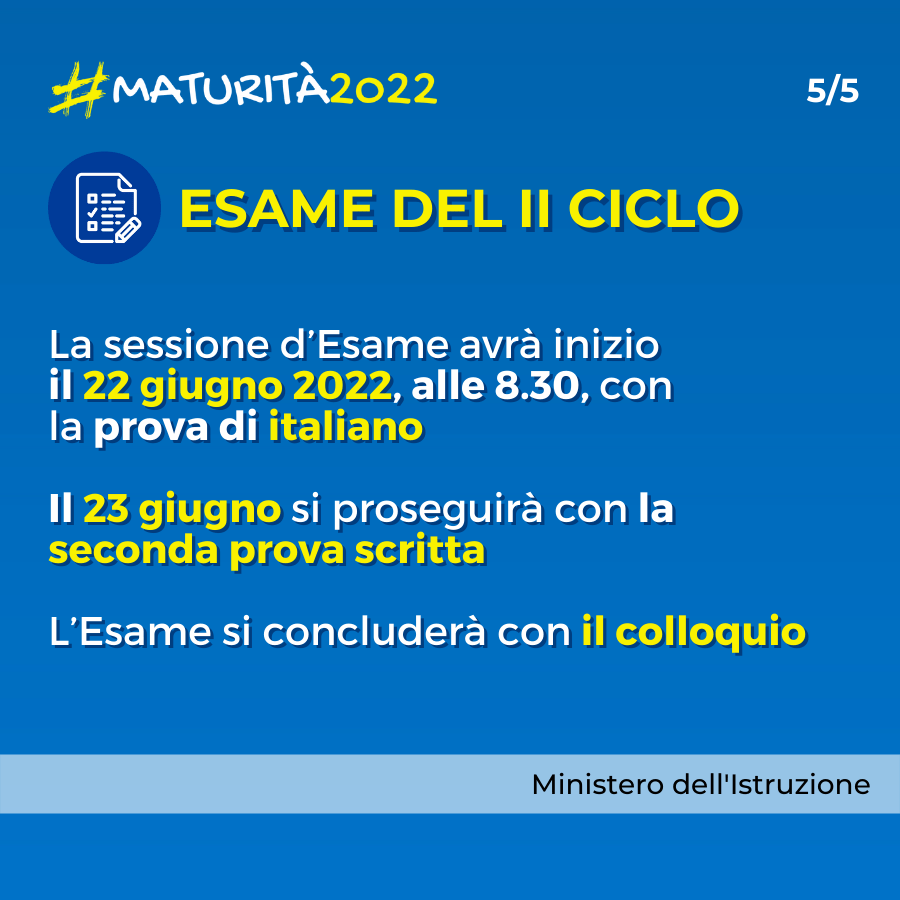 #MATURITÀ2022
5/5
ESAME DEL II CICLO
La sessione d’Esame avrà inizio
il 22 giugno 2022, alle 8.30, con
la prova di italiano
Il 23 giugno si proseguirà con la
seconda prova scritta
L’Esame si concluderà con il colloquio
Ministero dell'Istruzione